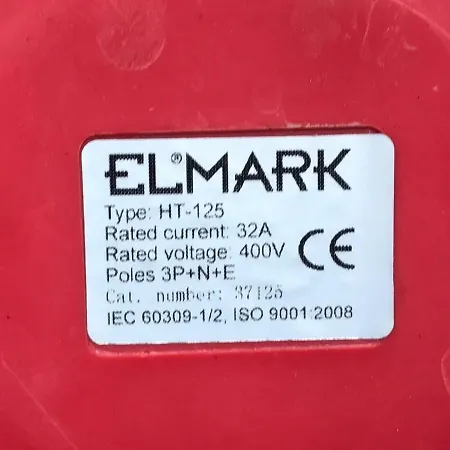 ELMARK®
Type: HT-125
Rated current: 32A
Rated voltage: 400V
Poles 3P+N+E
CE
Cat. number: 37125
IEC 60309-1/2, ISO 9001:2008